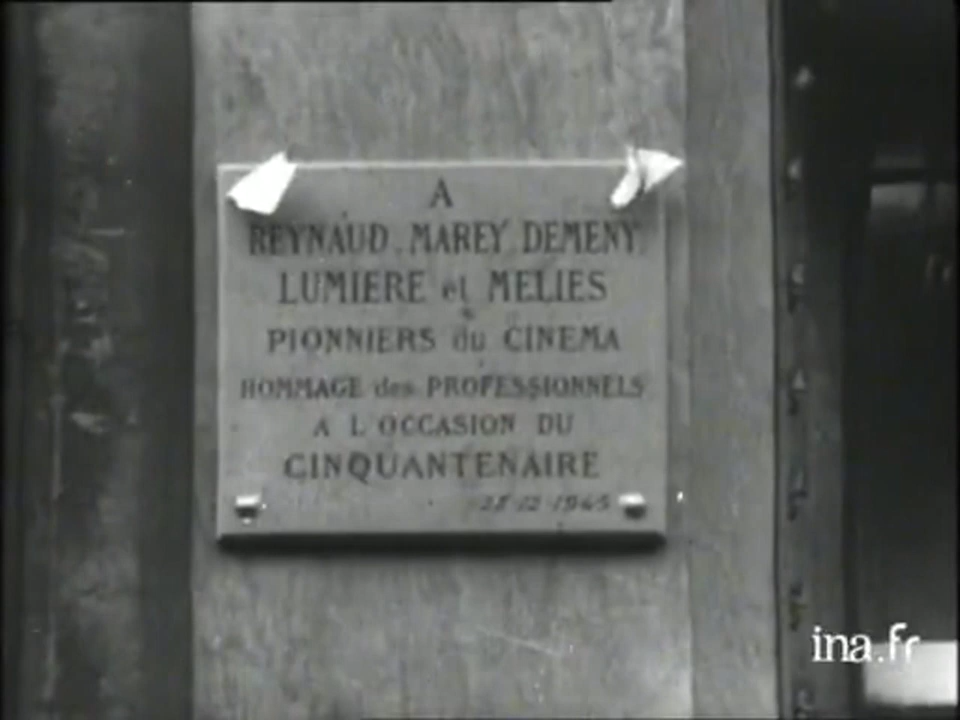 A
REYNAUD. MAREY DEMENY
LUMIERE et MELIES
PIONNIERS du CINEMA
HOMMAGE des PROFESSIONNELS
A L'OCCASION DU
CINQUANTENAIRE
28-12-1945
ina.fr